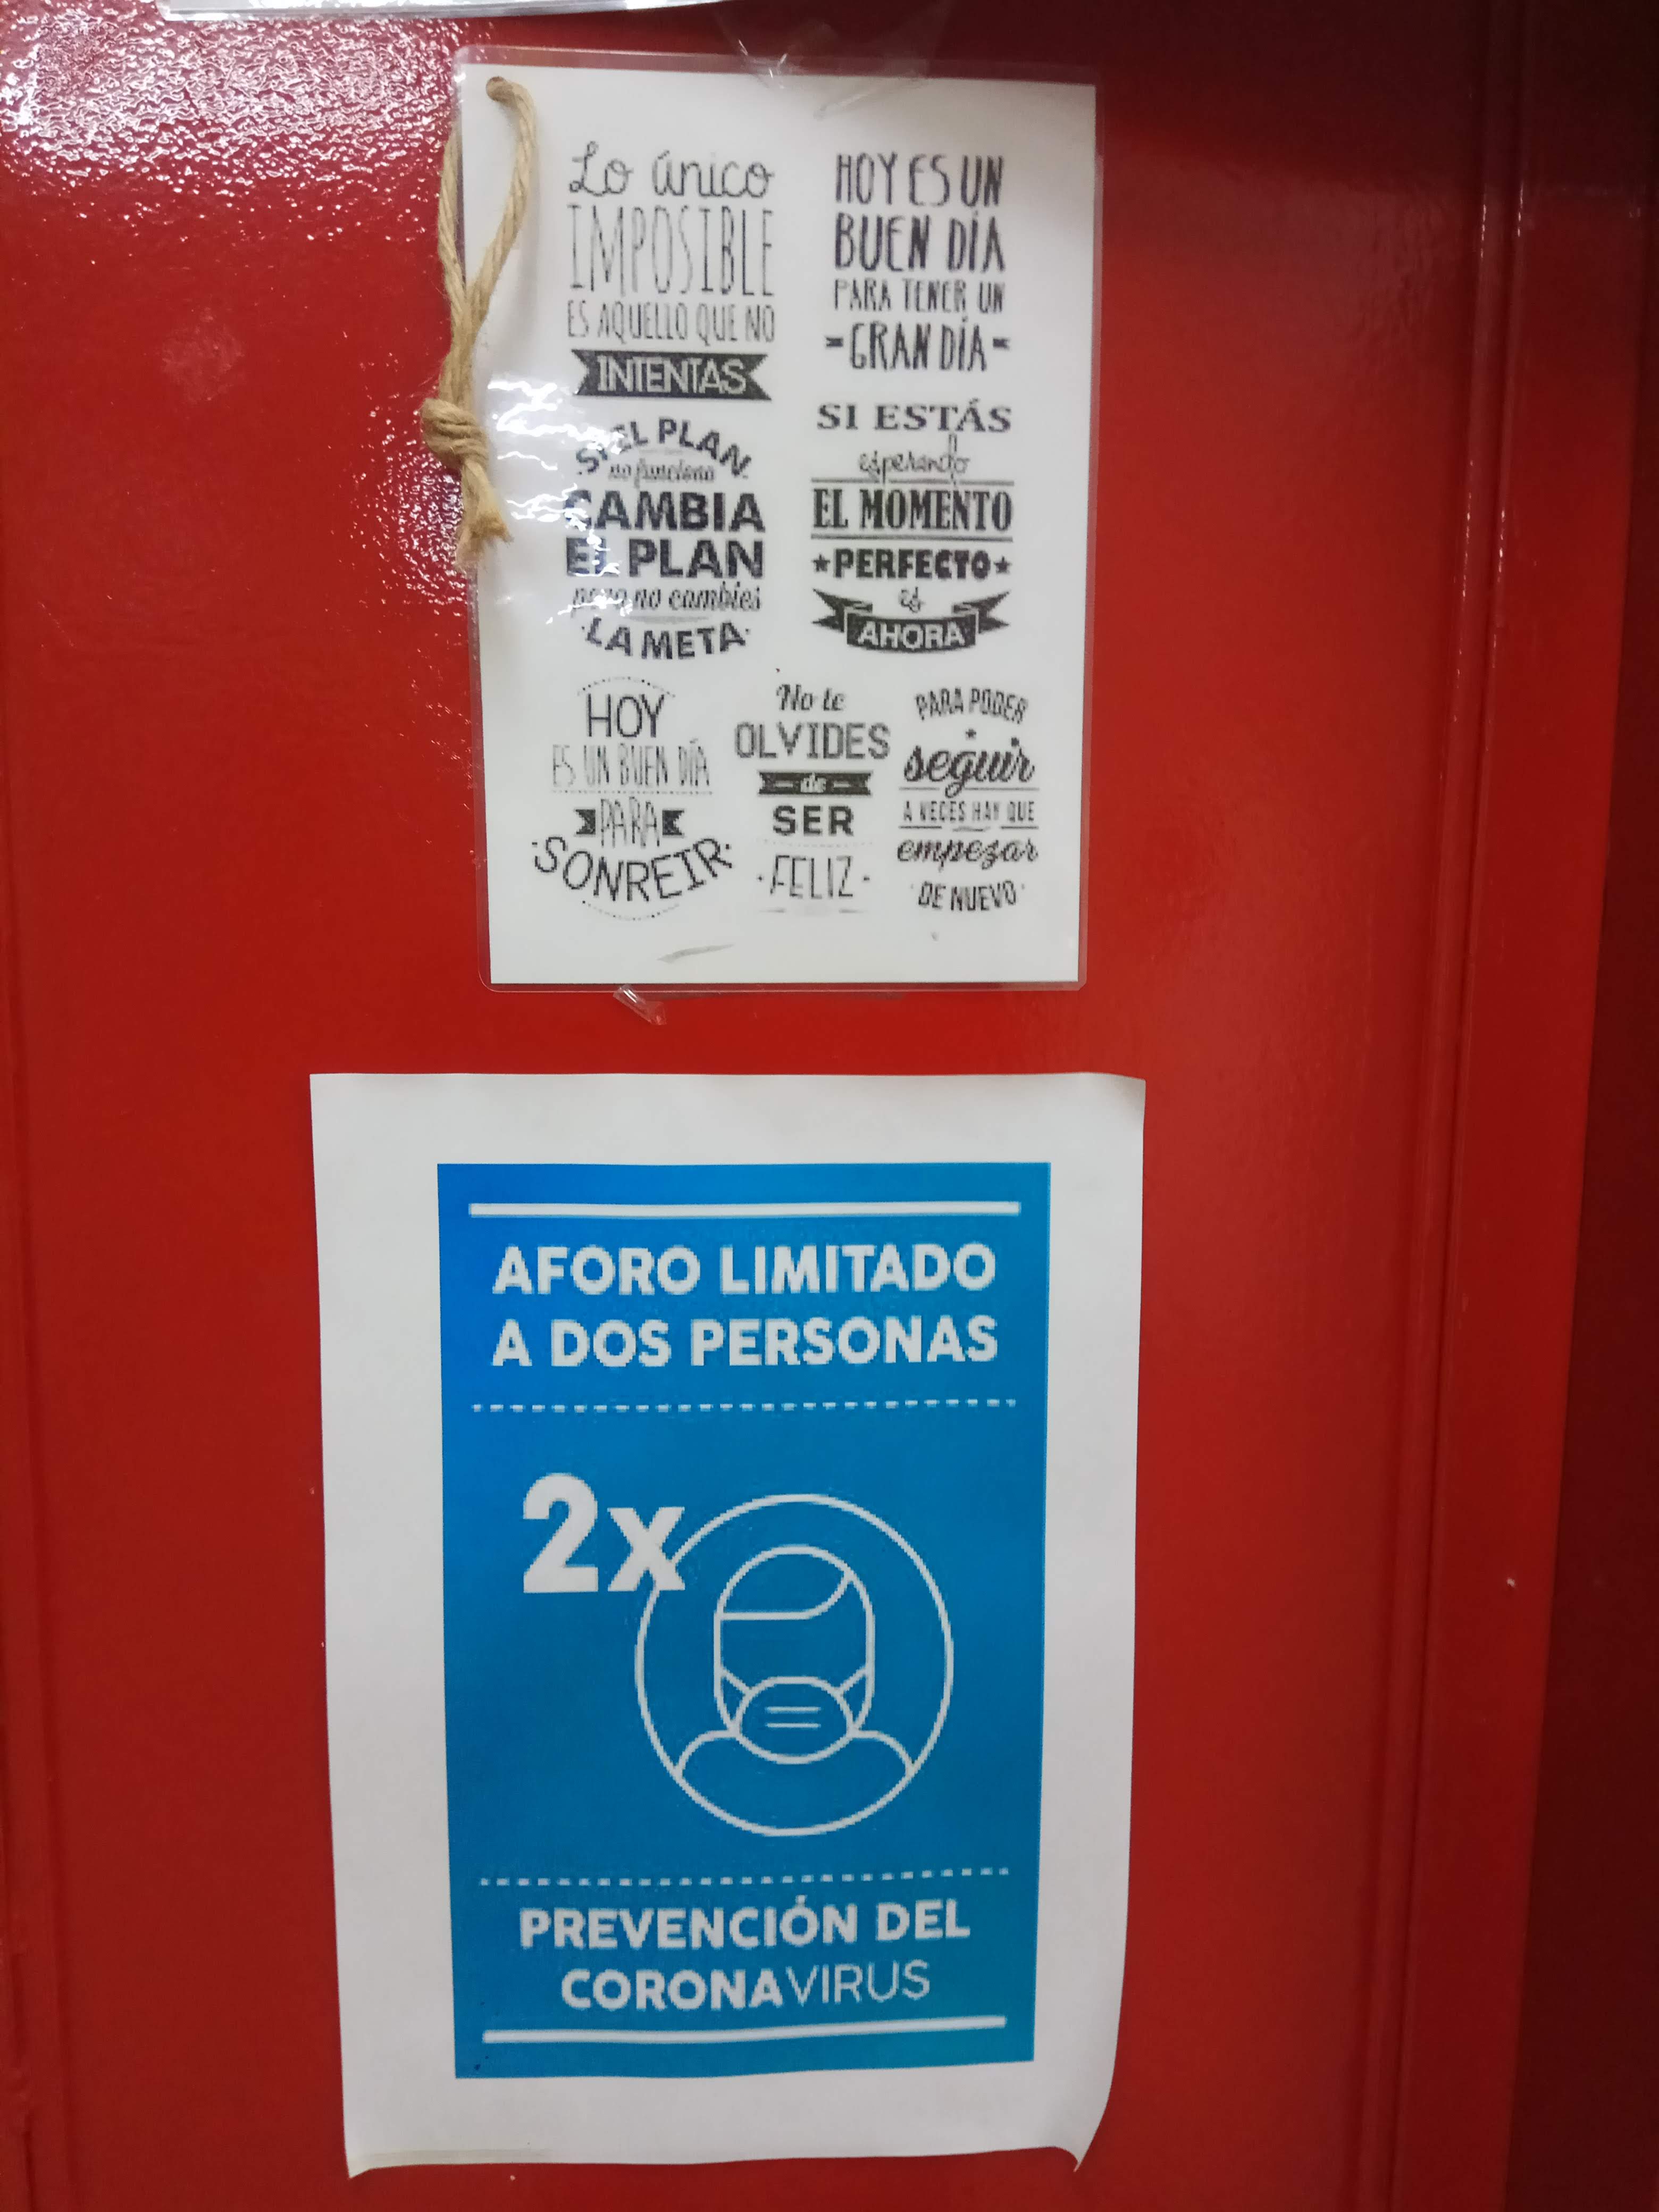 Lo único
IMPOSIBLE
ES AQUELLO QUE NO
INTENTAS
HOY ES UN
BUEN DÍA
PARA TENER UN
GRAN DÍA
SI EL PLAN
no funciona
CAMBIA
EL PLAN
pero no cambies
LA META
SI ESTÁS
esperando
EL MOMENTO
PERFECTO
es
AHORA
HOY
ES UN BUEN DÍA
PARA
SONREIR
No te
OLVIDES
de
SER
FELIZ
PARA PODER
seguir
A VECES HAY QUE
empezar
DE NUEVO
AFORO LIMITADO
A DOS PERSONAS
2x
PREVENCIÓN DEL
CORONAVIRUS